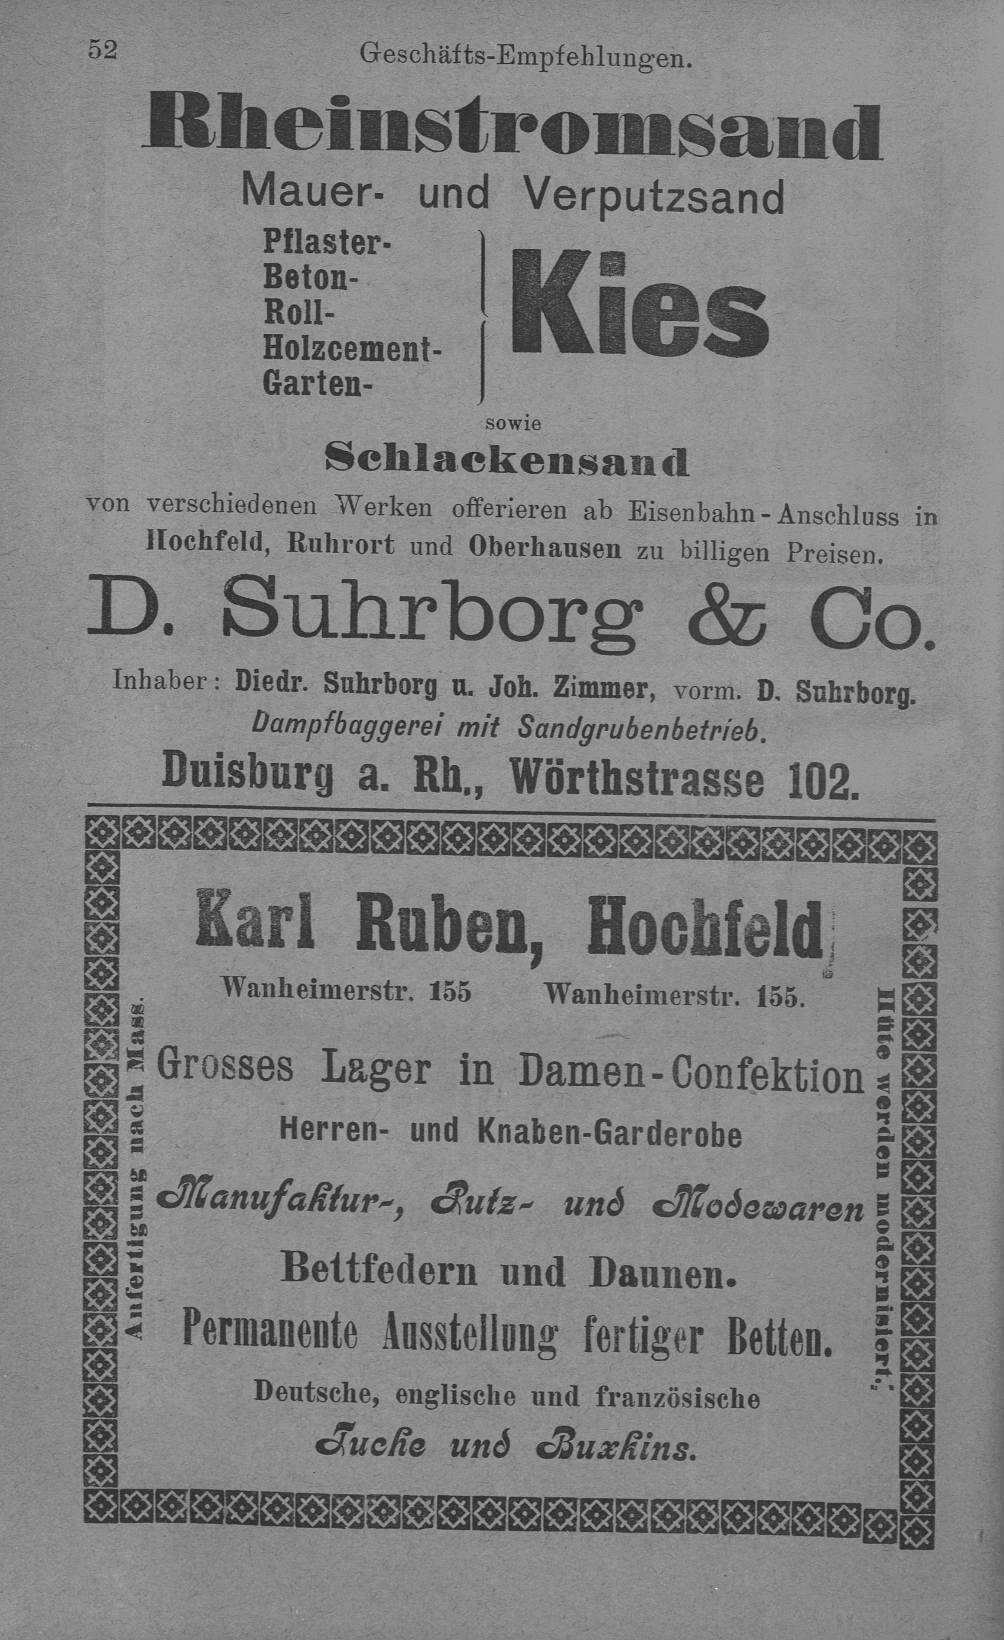 52
Geschäfts-Empfehlungen.
Rheinstromsand
Mauer- und Verputzsand
Pflaster-
Beton-
Roll-
Holzcement-
Garten-
Kies
sowie
Schlackensand
von verschiedenen Werken offerieren ab Eisenbahn-Anschluss in
Hochfeld, Ruhrort und Oberhausen zu billigen Preisen.
D. Suhrborg & Co.
Inhaber: Diedr. Suhrborg u. Joh. Zimmer, vorm. D. Suhrborg.
Dampfbaggerei mit Sandgrubenbetrieb.
Duisburg a. Rh., Wörthstrasse 102.
Karl Ruben, Hochfeld
Wanheimerstr. 155 Wanheimerstr. 155.
Anfertigung nach Mass.
Grosses Lager in Damen-Confektion
Herren- und Knaben-Garderobe
Manufaktur-, Putz- und Modewaren
Bettfedern und Daunen.
Permanente Ausstellung fertiger Betten.
Deutsche, englische und französische
Tuche und Buxkins.
Hüte werden modernisiert.